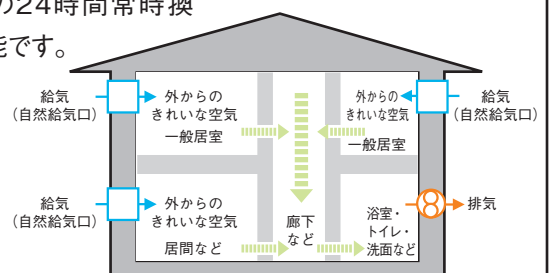 の24時間常時換
能です。
給気
(自然給気口)
外からの
きれいな空気
一般居室
外からの
きれいな空気
一般居室
給気
(自然給気口)
給気
(自然給気口)
外からの
きれいな空気
居間など
廊下
など
浴室・
トイレ・
洗面など
排気